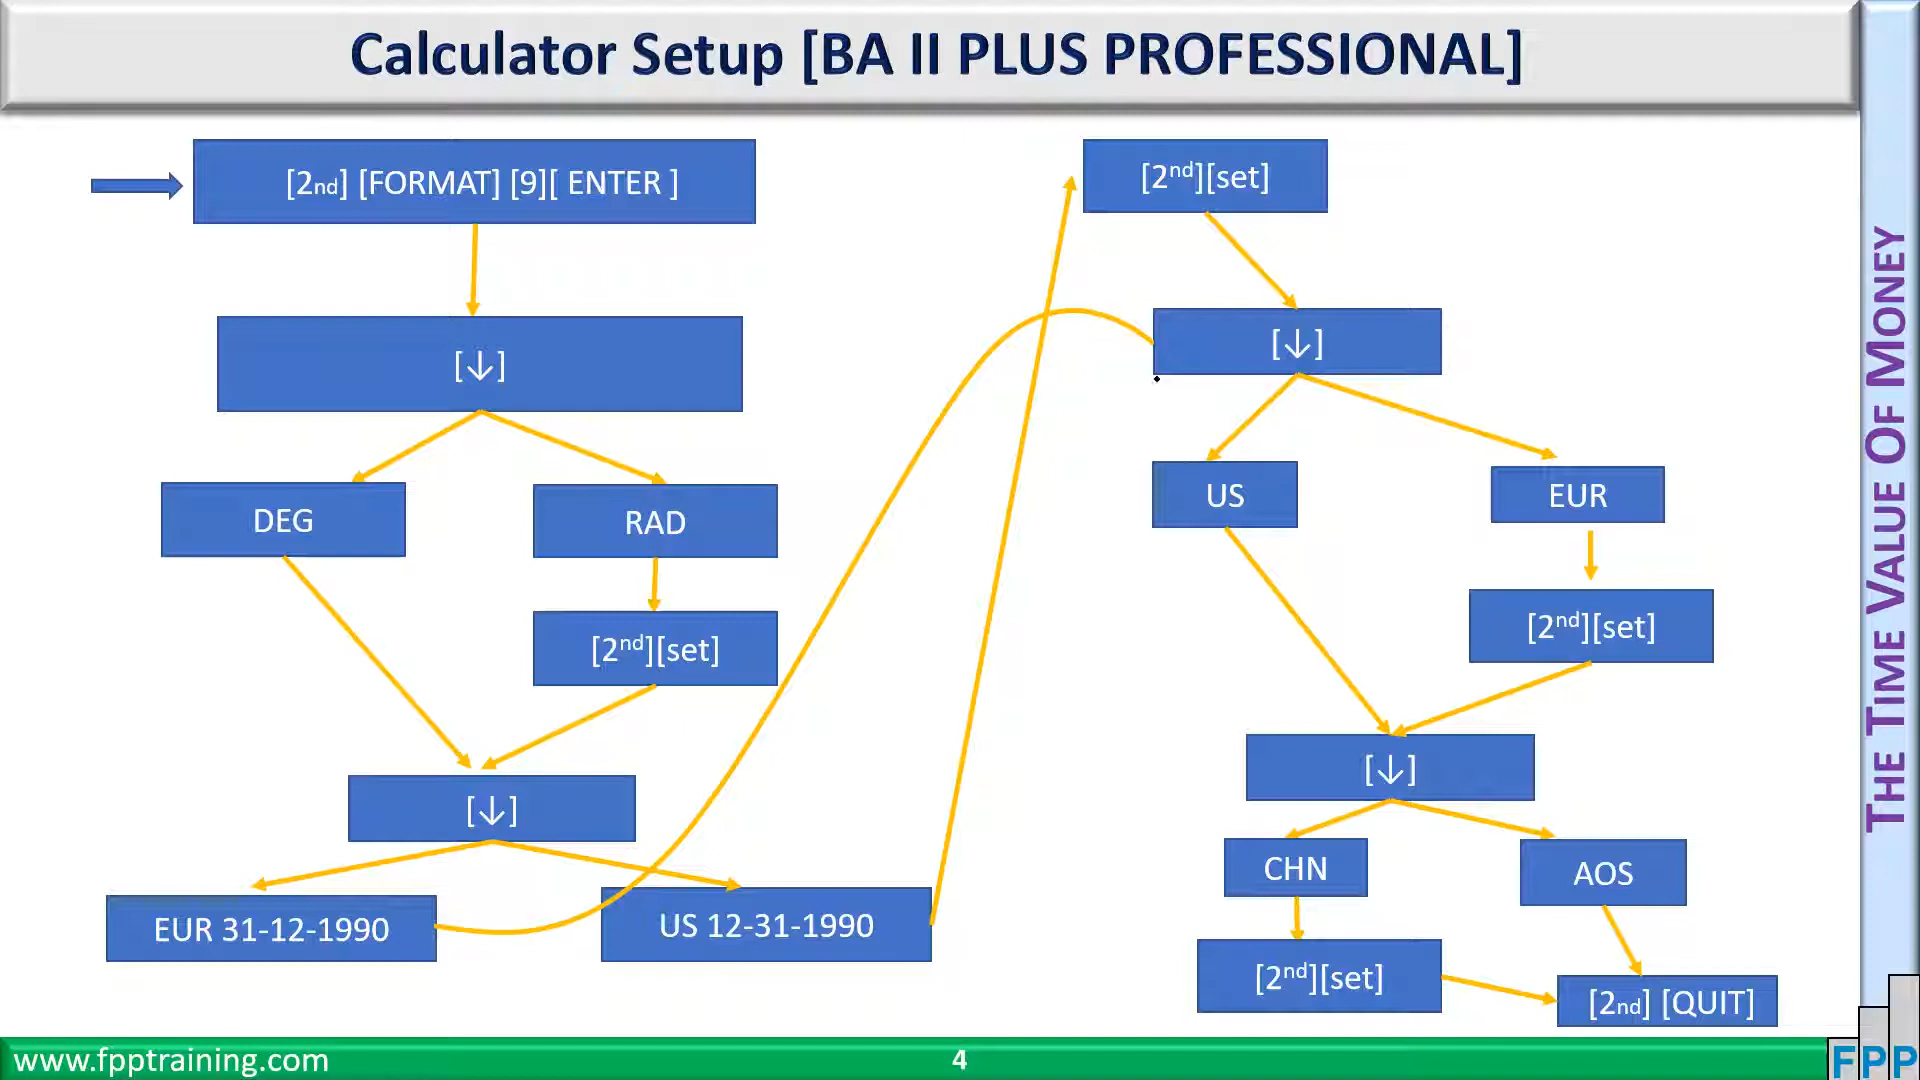 Calculator Setup [BA II PLUS PROFESSIONAL]
[2nd] [FORMAT] [9][ ENTER ]
[↓]
DEG
RAD
[2nd][set]
[↓]
EUR 31-12-1990
US 12-31-1990
[2nd][set]
[↓]
US
EUR
[2nd][set]
[↓]
CHN
AOS
[2nd][set]
[2nd] [QUIT]
THE TIME VALUE OF MONEY
www.fpptraining.com
4
FPP